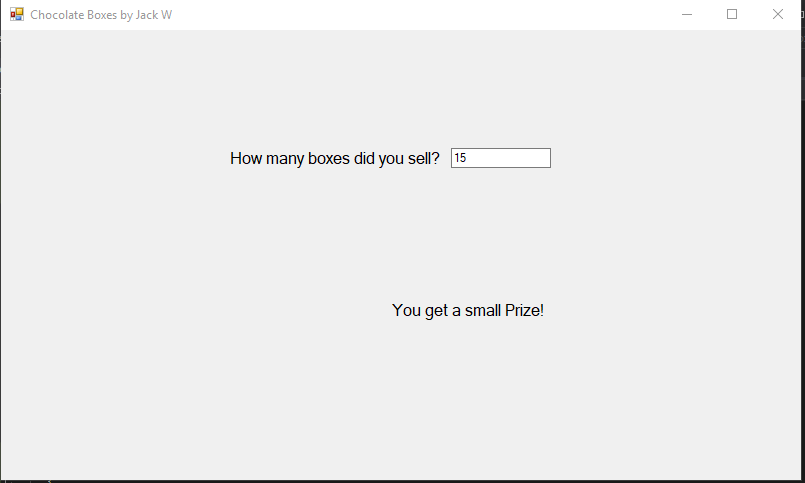 Chocolate Boxes by Jack W
How many boxes did you sell? 15
You get a small Prize!